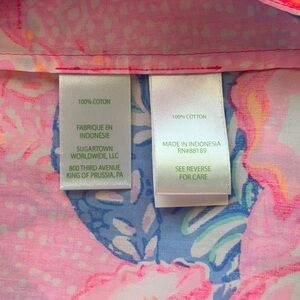 100% COTTON
FABRIQUE EN
INDONÉSIE
SUGARTOWN
WORLDWIDE, LLC
800 THIRD AVENUE
KING OF PRUSSIA, PA
100% COTTON
MADE IN INDONESIA
RN#88189
SEE REVERSE
FOR CARE